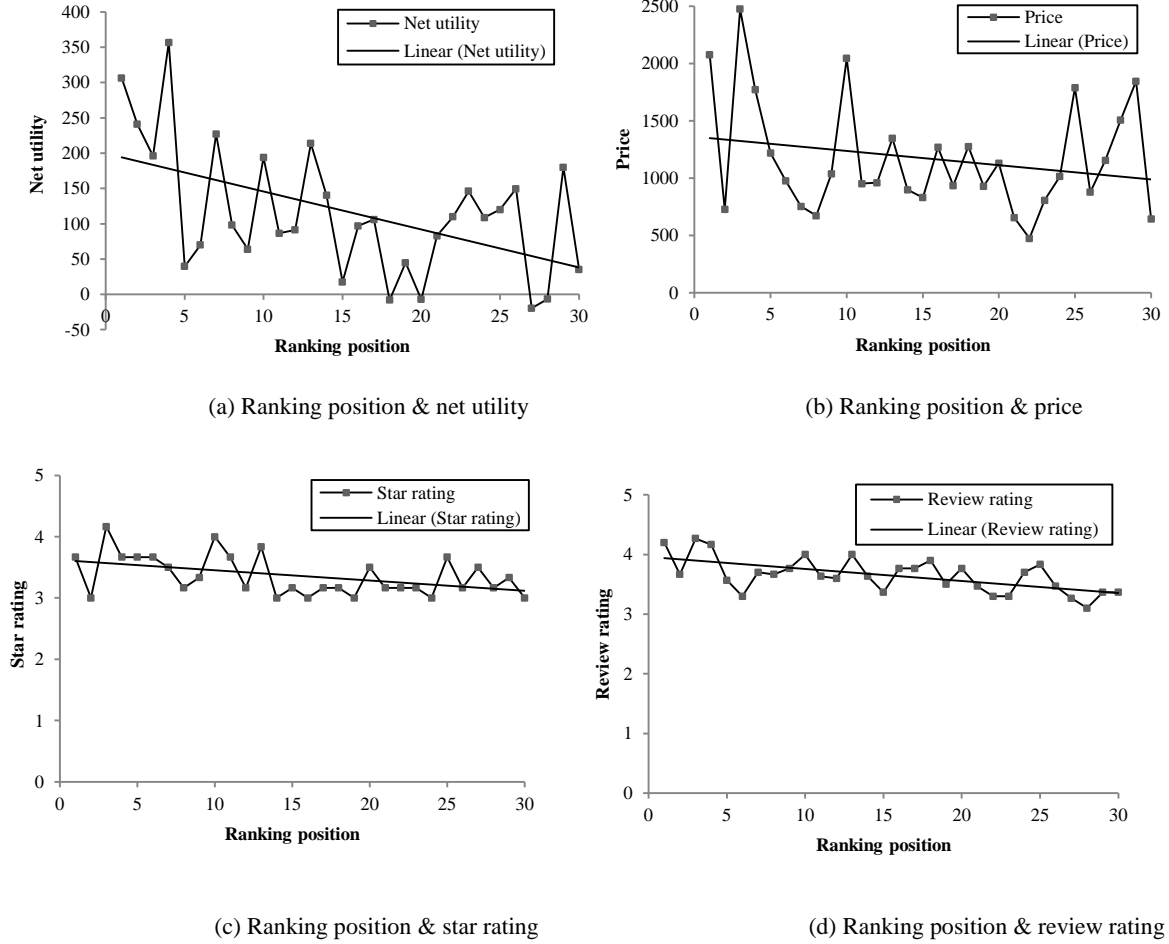 400
350
300
250
200
150
100
50
0
-50
Net utility
Net utility
Linear (Net utility)
0 5 10 15 20 25 30
Ranking position
(a) Ranking position & net utility
2500
2000
1500
1000
500
0
Price
Price
Linear (Price)
0 5 10 15 20 25 30
Ranking position
(b) Ranking position & price
5
4
3
2
1
0
Star rating
Star rating
Linear (Star rating)
0 5 10 15 20 25 30
Ranking position
(c) Ranking position & star rating
5
4
3
2
1
0
Review rating
Review rating
Linear (Review rating)
0 5 10 15 20 25 30
Ranking position
(d) Ranking position & review rating